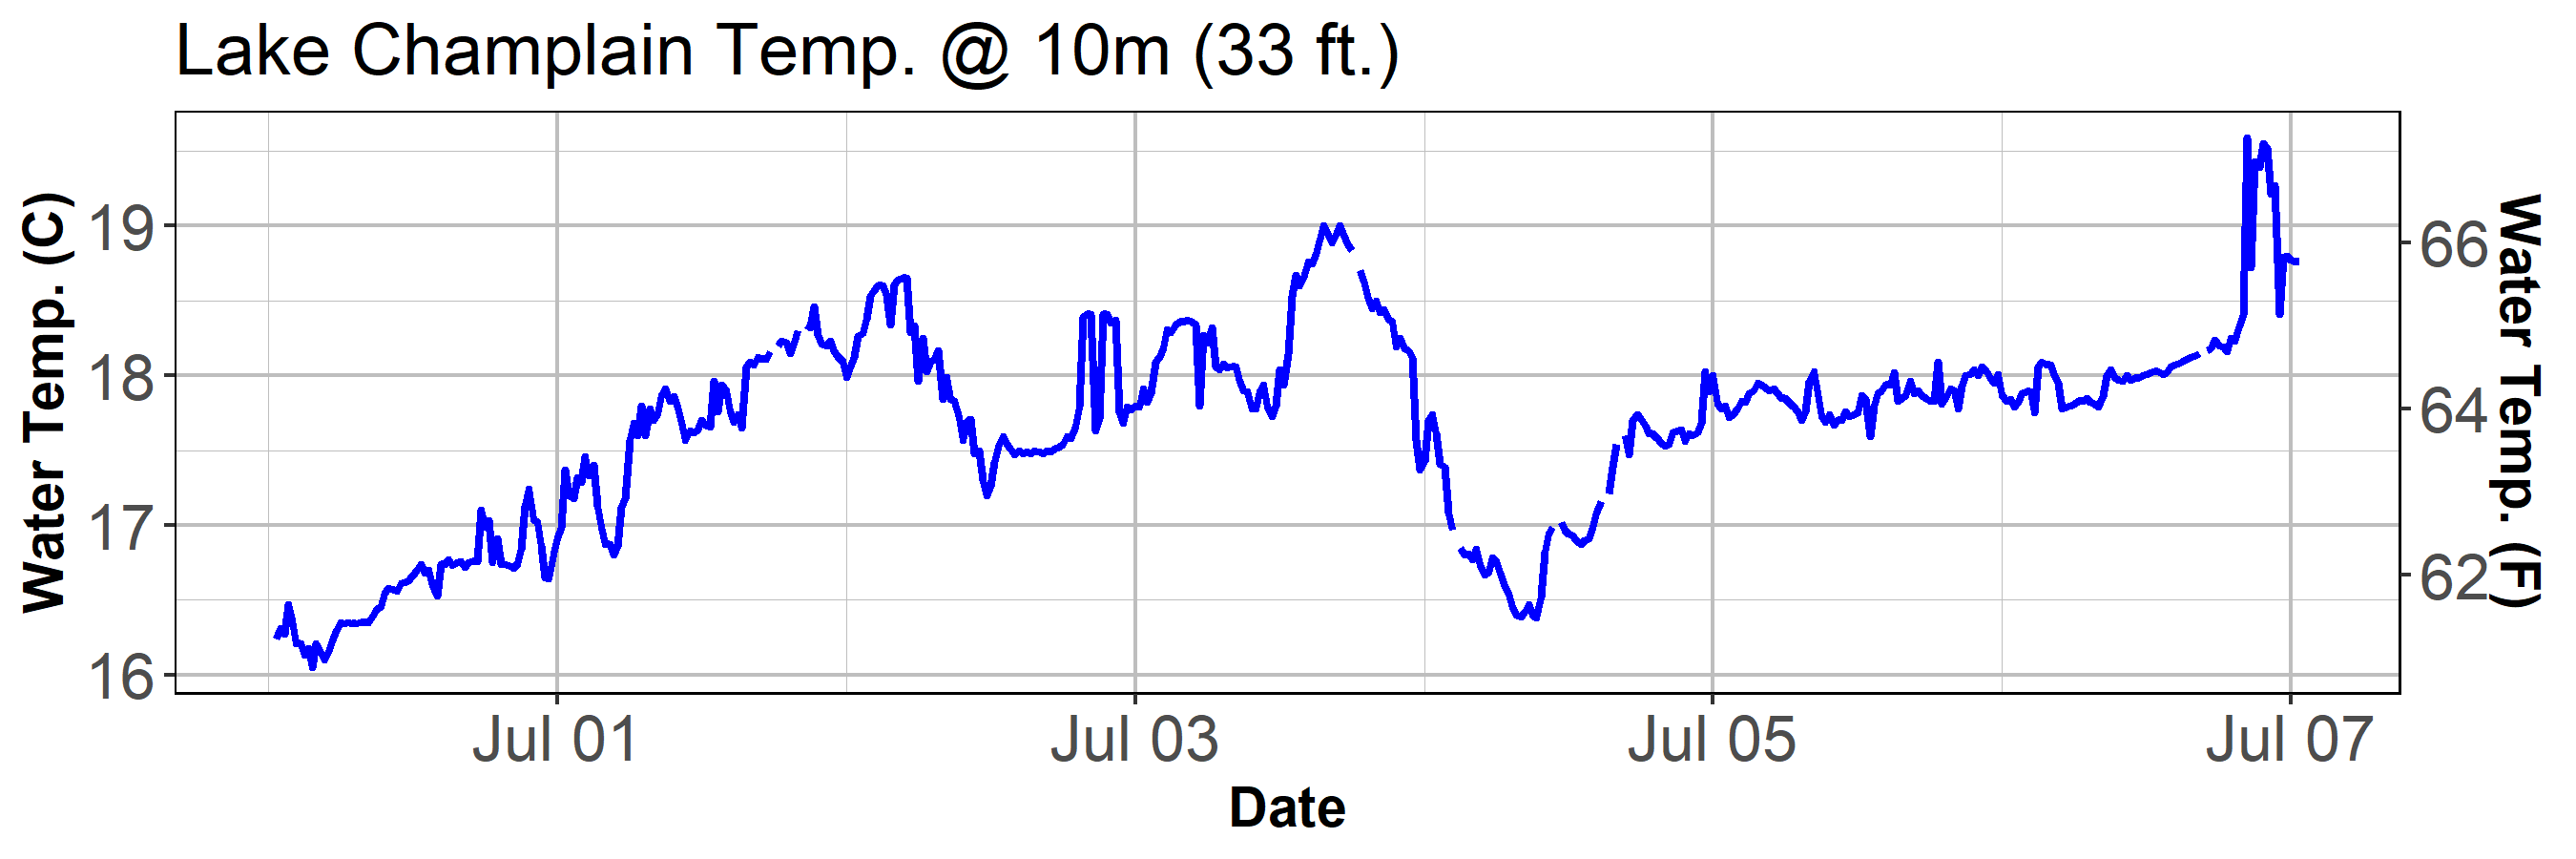 Lake Champlain Temp. @ 10m (33 ft.)
Water Temp. (C)
19
18
17
16
66
64
62
Water Temp. (F)
Jul 01 Jul 03 Jul 05 Jul 07
Date